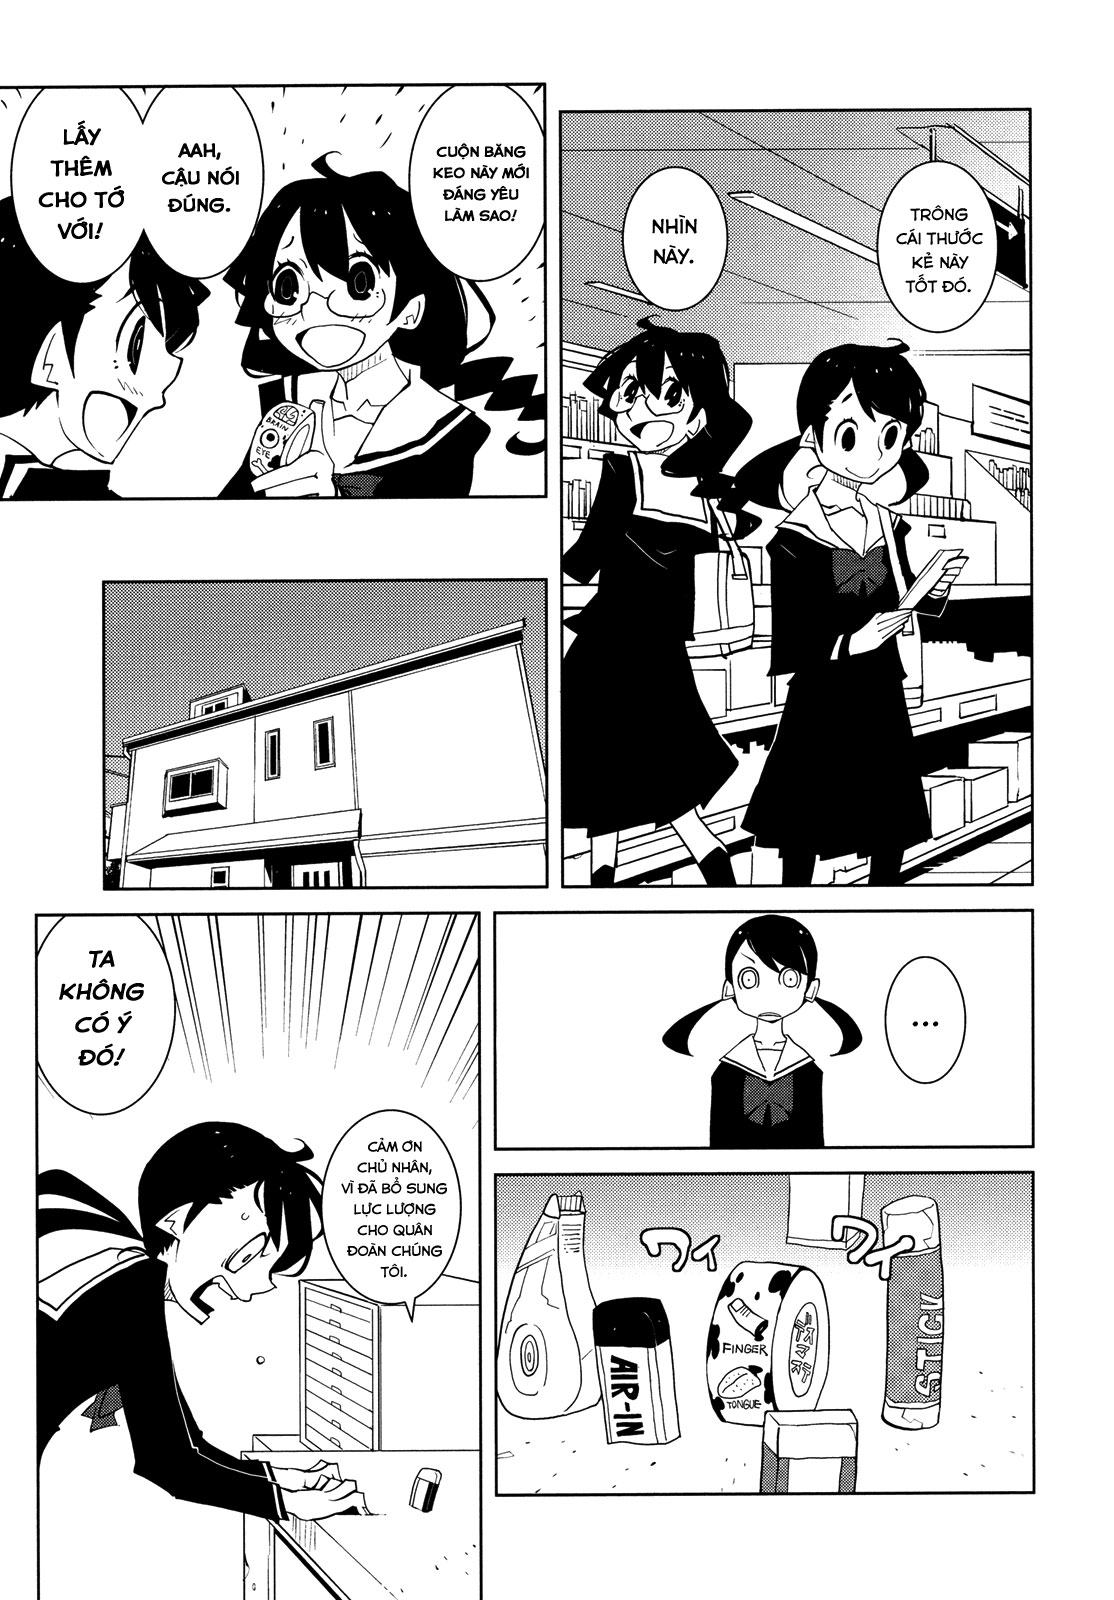 TRÔNG
CÁI THƯỚC
KẺ NÀY
TỐT ĐÓ.
NHÌN
NÀY.
CUỘN BĂNG
KEO NÀY MỚI
ĐÁNG YÊU
LÀM SAO!
AAH,
CẬU NÓI
ĐÚNG.
LẤY
THÊM
CHO TỚ
VỚI!
BRAIN
EYE
...
ワイ
ワイ
AIR-IN
FINGER
TONGUE
STICK
CẢM ƠN
CHỦ NHÂN,
VÌ ĐÃ BỔ SUNG
LỰC LƯỢNG
CHO QUÂN
ĐOÀN CHÚNG
TÔI.
TA
KHÔNG
CÓ Ý
ĐÓ!